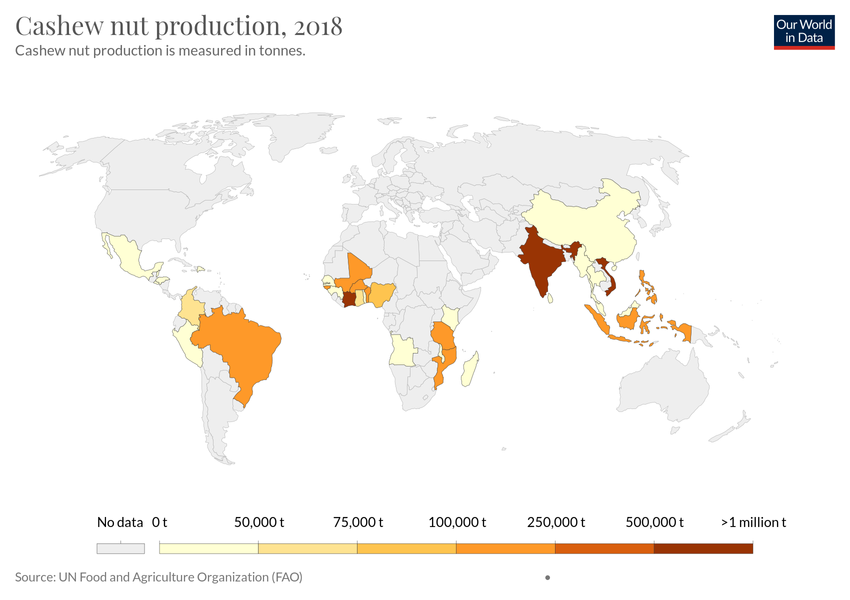 Cashew nut production, 2018
Cashew nut production is measured in tonnes.
Our World
in Data
No data 0 t 50,000 t 75,000 t 100,000 t 250,000 t 500,000 t >1 million t
Source: UN Food and Agriculture Organization (FAO)
•